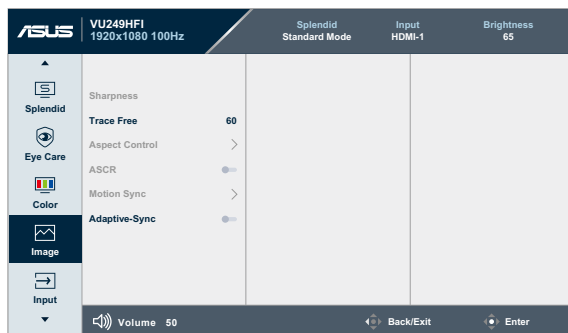 ASUS
VU249HFI
1920x1080 100Hz
Splendid
Standard Mode
Input
HDMI-1
Brightness
65
Splendid
Eye Care
Color
Image
Input
Sharpness
Trace Free 60
Aspect Control
ASCR
Motion Sync
Adaptive-Sync
Volume 50
Back/Exit
Enter